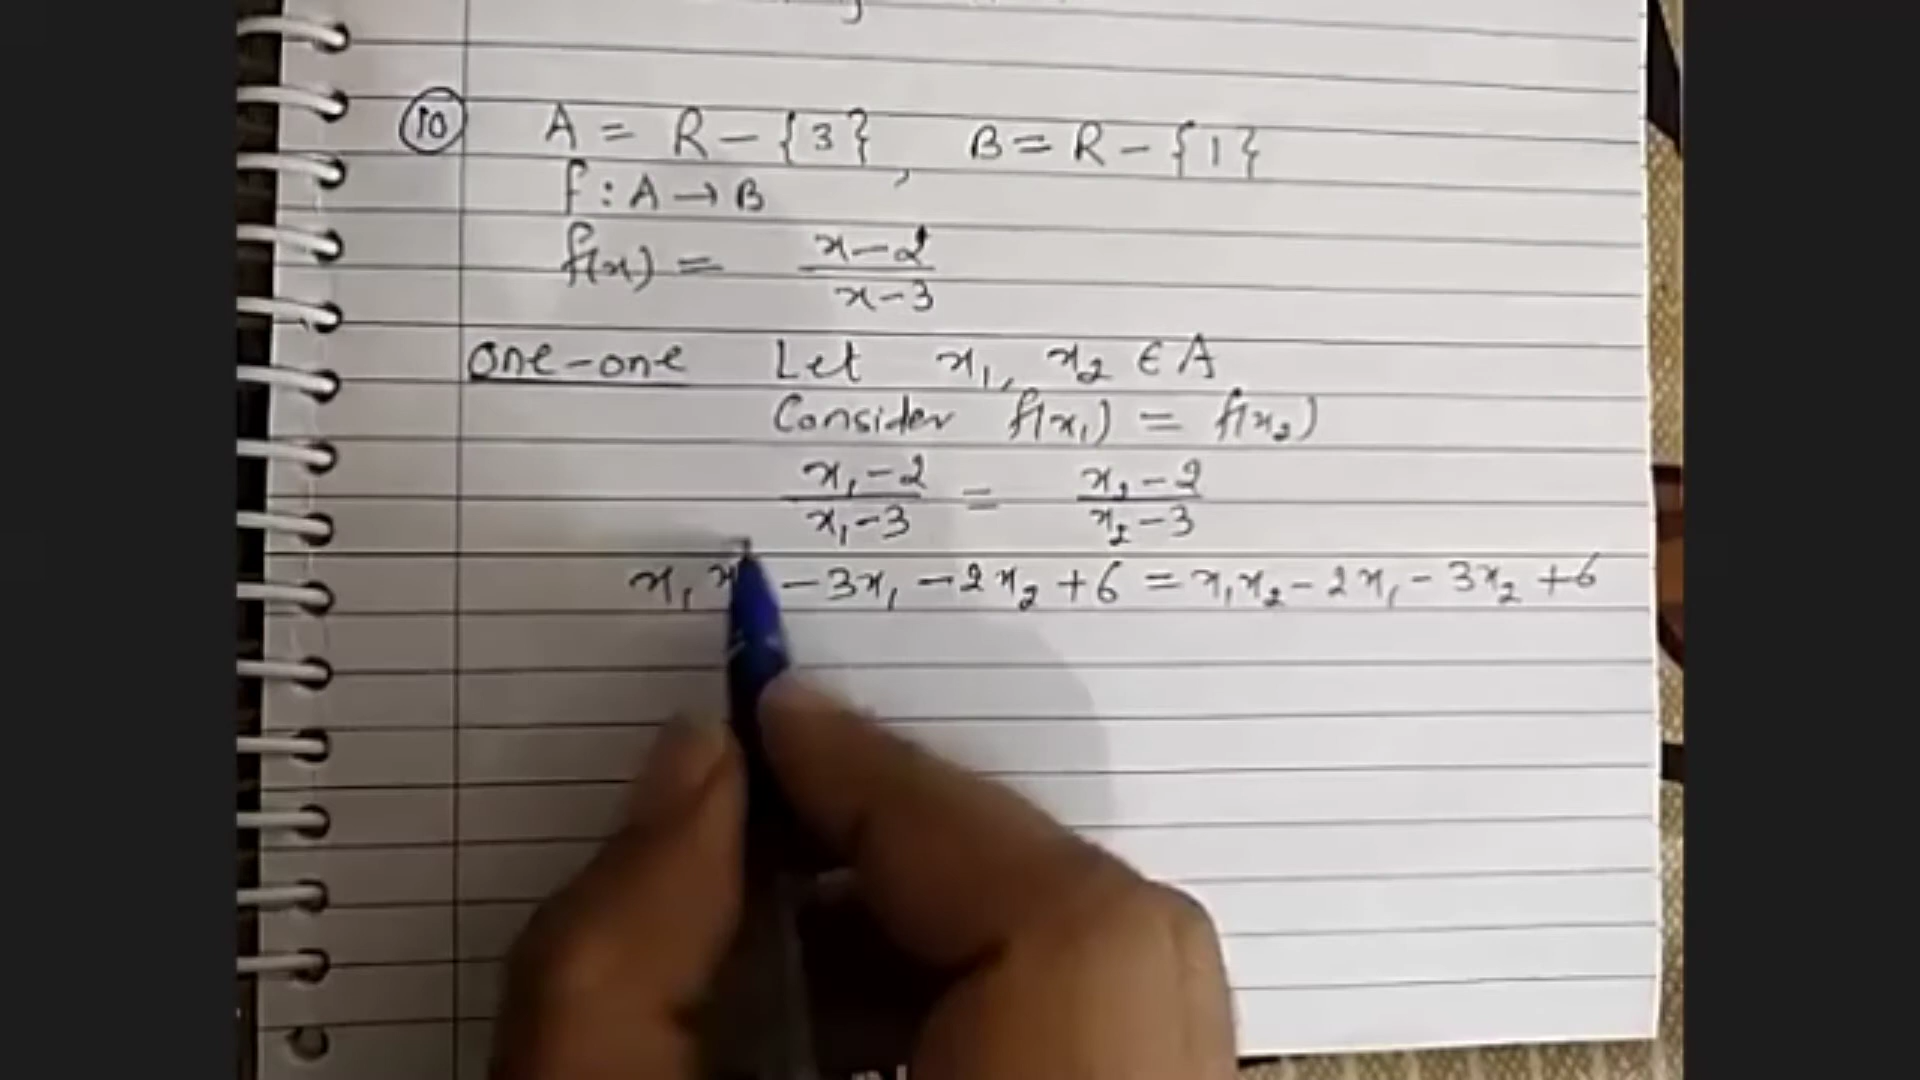 (10) A = R - {3}, B = R - {1}
f : A → B
f(x) = x-2 / x-3
one-one Let x₁, x₂ ∈ A
Consider f(x₁) = f(x₂)
x₁-2 / x₁-3 = x₂-2 / x₂-3
x₁x - 3x₁ - 2x₂ + 6 = x₁x₂ - 2x₁ - 3x₂ + 6